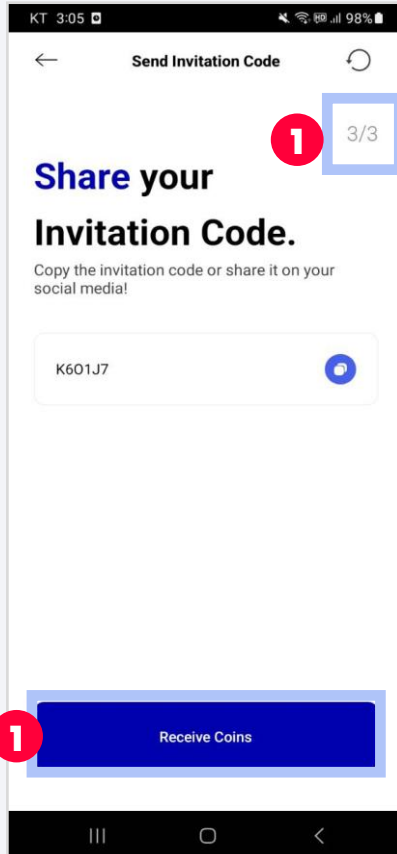 KT 3:05 98%
Send Invitation Code
1 3/3
Share your
Invitation Code.
Copy the invitation code or share it on your
social media!
K6O1J7
1 Receive Coins